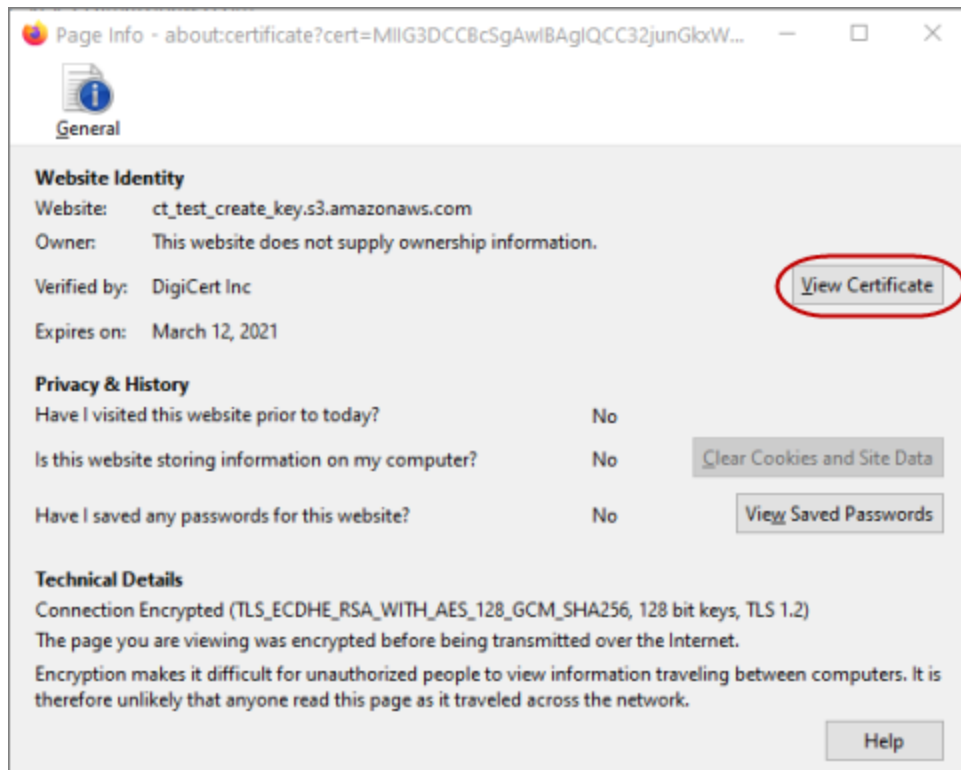 Page Info - about:certificate?cert=MIIG3DCCBcSgAwIBAgIQCC32junGkxW...
General
Website Identity
Website: ct_test_create_key.s3.amazonaws.com
Owner: This website does not supply ownership information.
Verified by: DigiCert Inc View Certificate
Expires on: March 12, 2021
Privacy & History
Have I visited this website prior to today? No
Is this website storing information on my computer? No Clear Cookies and Site Data
Have I saved any passwords for this website? No View Saved Passwords
Technical Details
Connection Encrypted (TLS_ECDHE_RSA_WITH_AES_128_GCM_SHA256, 128 bit keys, TLS 1.2)
The page you are viewing was encrypted before being transmitted over the Internet.
Encryption makes it difficult for unauthorized people to view information traveling between computers. It is
therefore unlikely that anyone read this page as it traveled across the network.
Help